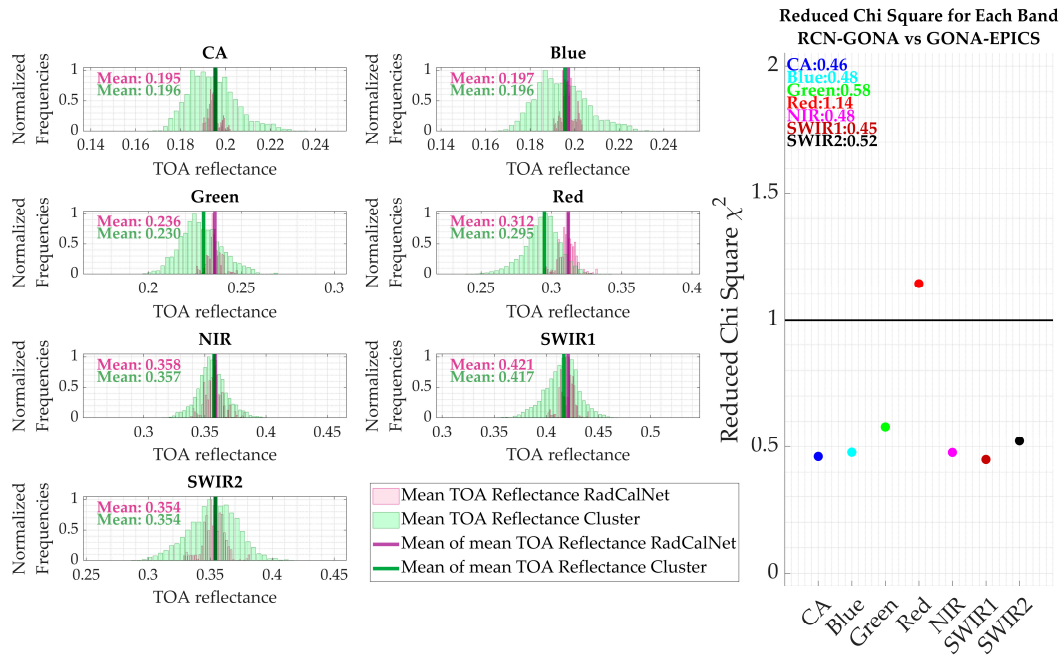 CA
Normalized
Frequencies
1
0.5
0
Mean: 0.195
Mean: 0.196
0.14
0.16
0.18
0.2
0.22
0.24
TOA reflectance
Blue
Normalized
Frequencies
1
0.5
0
Mean: 0.197
Mean: 0.196
0.14
0.16
0.18
0.2
0.22
0.24
TOA reflectance
Green
Normalized
Frequencies
1
0.5
0
Mean: 0.236
Mean: 0.230
0.2
0.25
0.3
TOA reflectance
Red
Normalized
Frequencies
1
0.5
0
Mean: 0.312
Mean: 0.295
0.25
0.3
0.35
0.4
TOA reflectance
NIR
Normalized
Frequencies
1
0.5
0
Mean: 0.358
Mean: 0.357
0.3
0.35
0.4
0.45
TOA reflectance
SWIR1
Normalized
Frequencies
1
0.5
0
Mean: 0.421
Mean: 0.417
0.3
0.35
0.4
0.45
0.5
TOA reflectance
SWIR2
Normalized
Frequencies
1
0.5
0
Mean: 0.354
Mean: 0.354
0.25
0.3
0.35
0.4
0.45
TOA reflectance
Mean TOA Reflectance RadCalNet
Mean TOA Reflectance Cluster
Mean of mean TOA Reflectance RadCalNet
Mean of mean TOA Reflectance Cluster
Reduced Chi Square for Each Band
RCN-GONA vs GONA-EPICS
CA:0.46
Blue:0.48
Green:0.58
Red:1.14
NIR:0.48
SWIR1:0.45
SWIR2:0.52
Reduced Chi Square χ²
2
1.5
1
0.5
0
CA
Blue
Green
Red
NIR
SWIR1
SWIR2